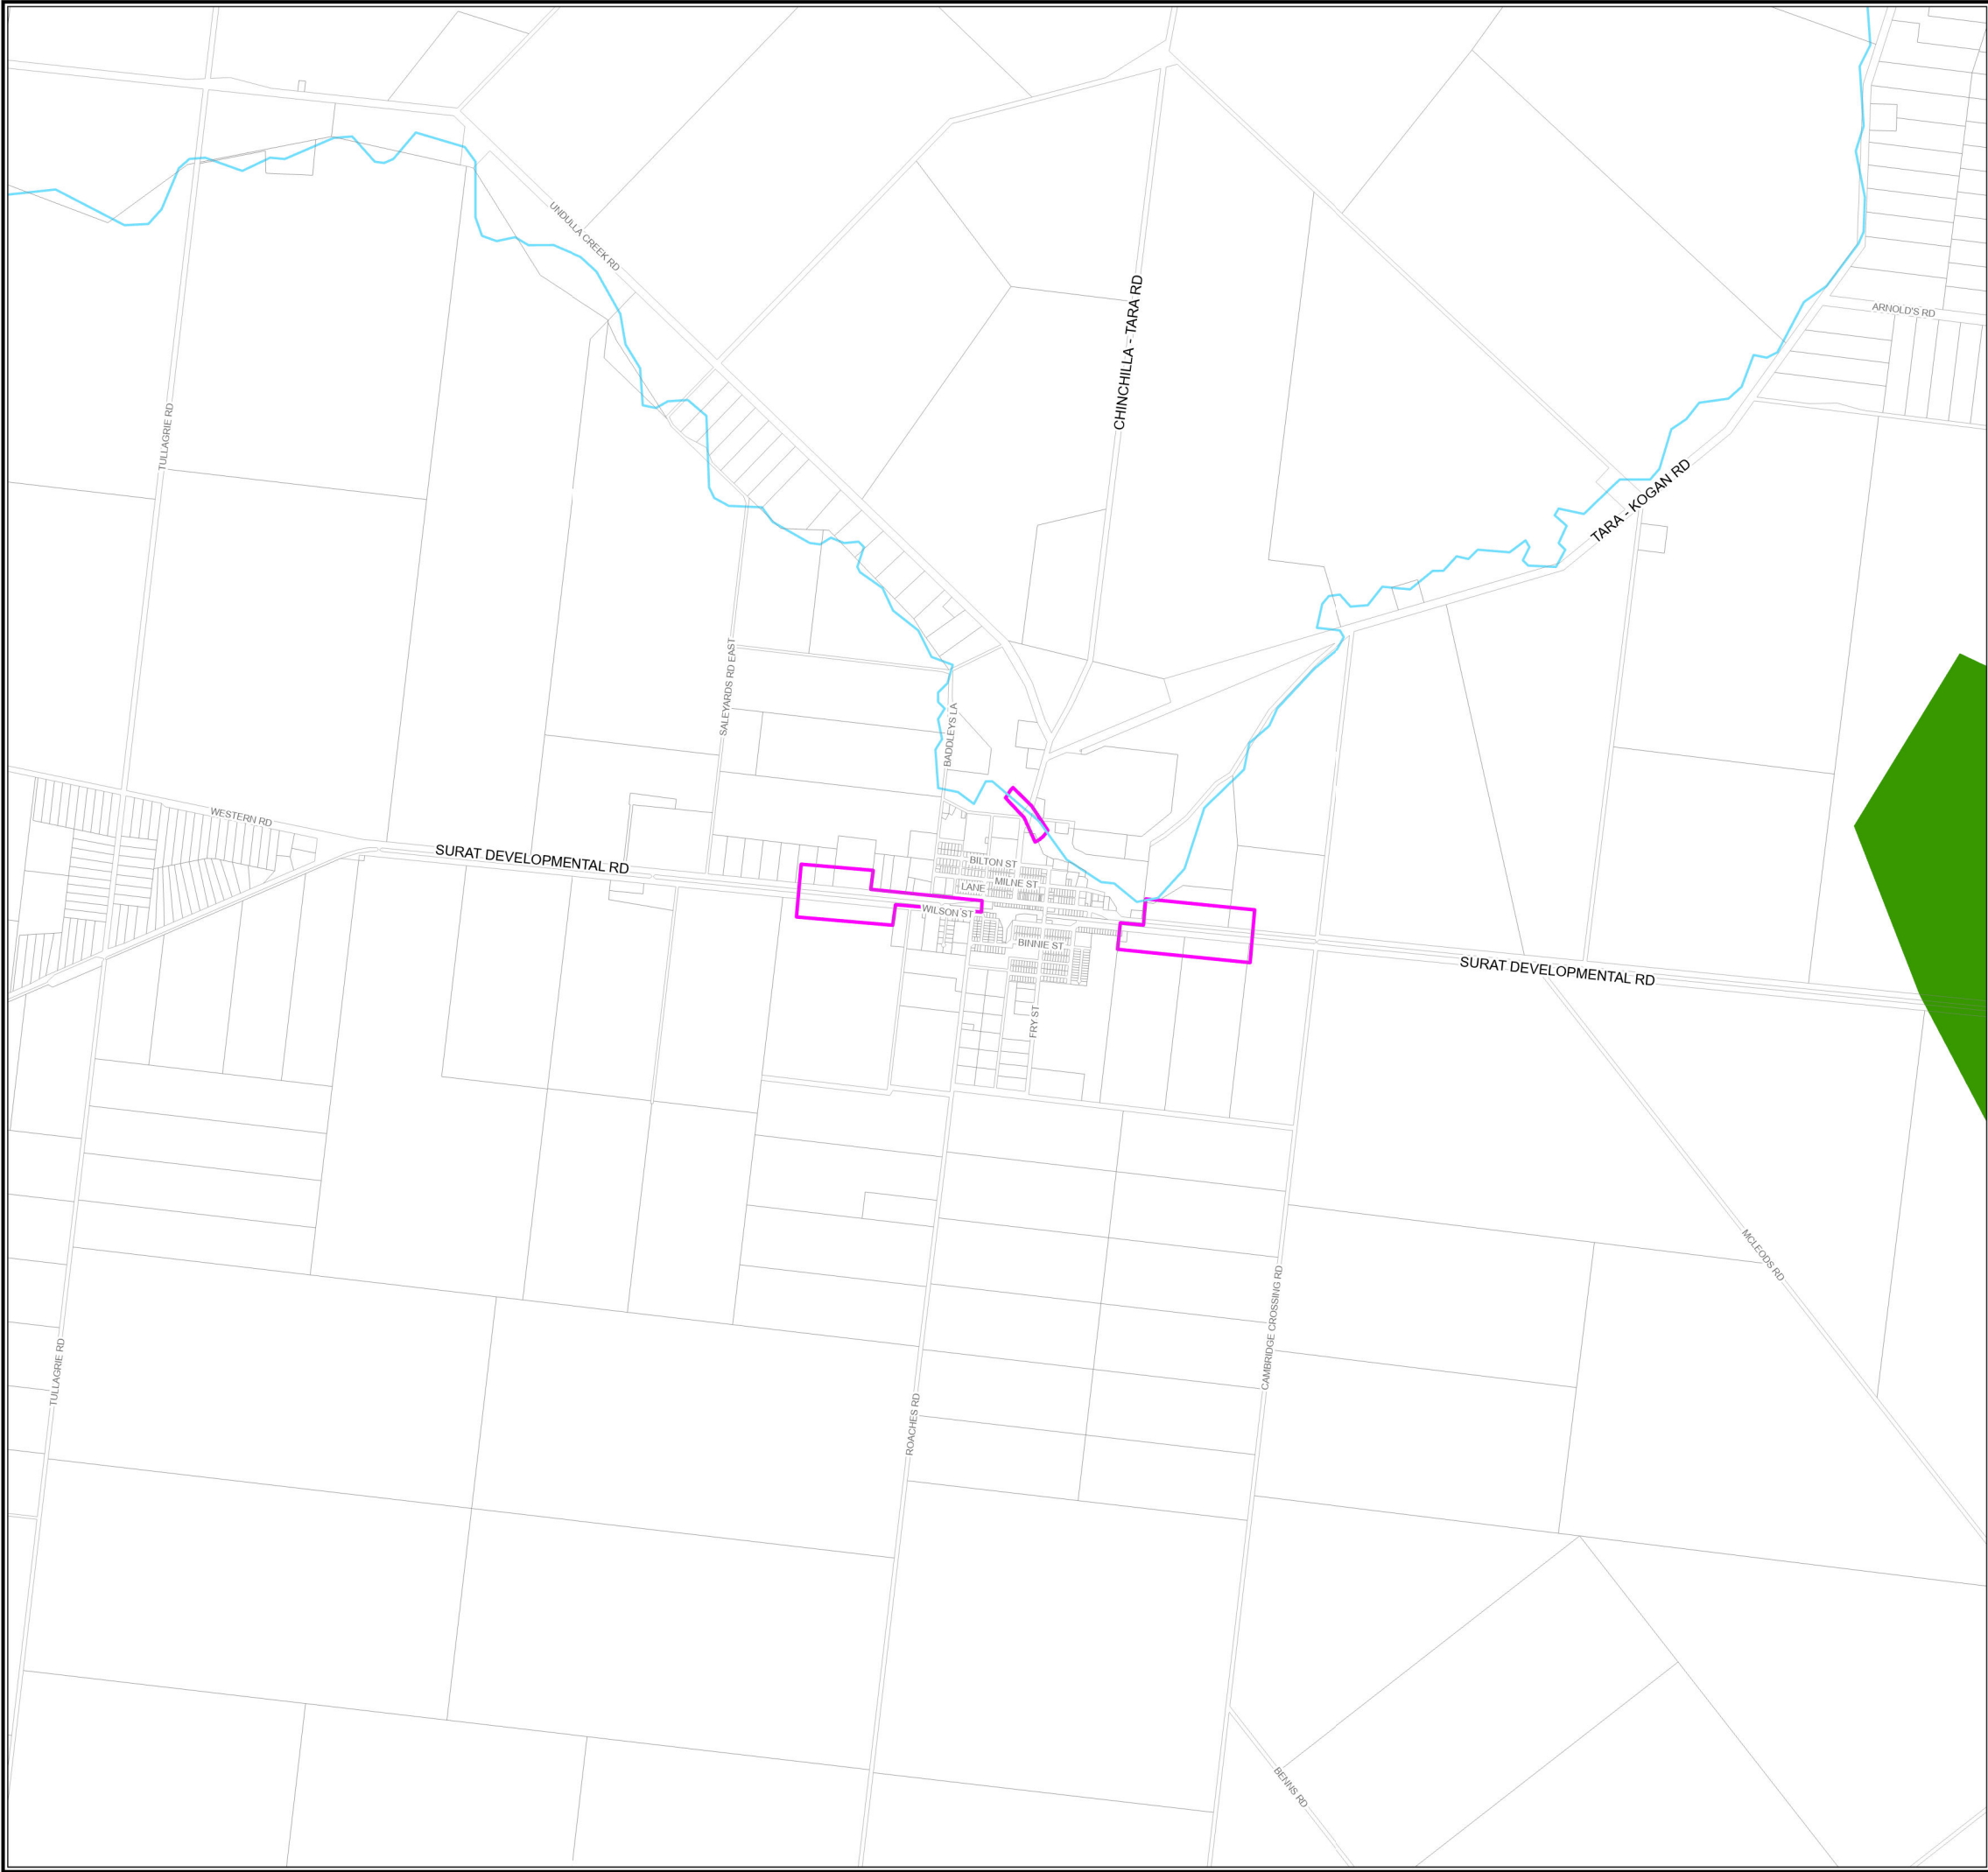 UNDULLA CREEK RD
ARNOLD'S RD
CHINCHILLA - TARA RD
TULLAGRIE RD
TARA - KOGAN RD
SALEYARDS RD EAST
BADDLEYS LA
WESTERN RD
SURAT DEVELOPMENTAL RD
BILTON ST
MILNE ST
LANE
WILSON ST
BINNIE ST
SURAT DEVELOPMENTAL RD
FRY ST
MCLEODS RD
CAMBRIDGE CROSSING RD
TULLAGRIE RD
ROACHES RD
BENNS RD